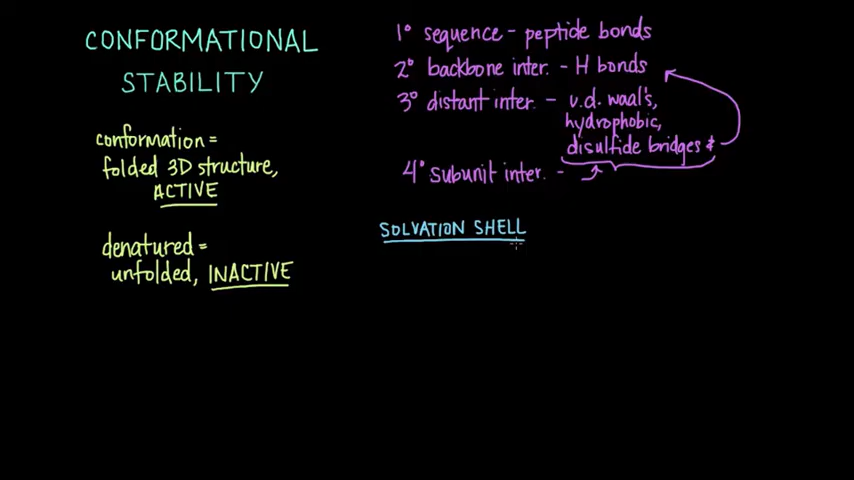 CONFORMATIONAL
STABILITY
conformation =
folded 3D structure,
ACTIVE
denatured =
unfolded, INACTIVE
1° sequence - peptide bonds
2° backbone inter. - H bonds
3° distant inter. - v.d. waal's,
hydrophobic,
disulfide bridges &
4° subunit inter. -
SOLVATION SHELL